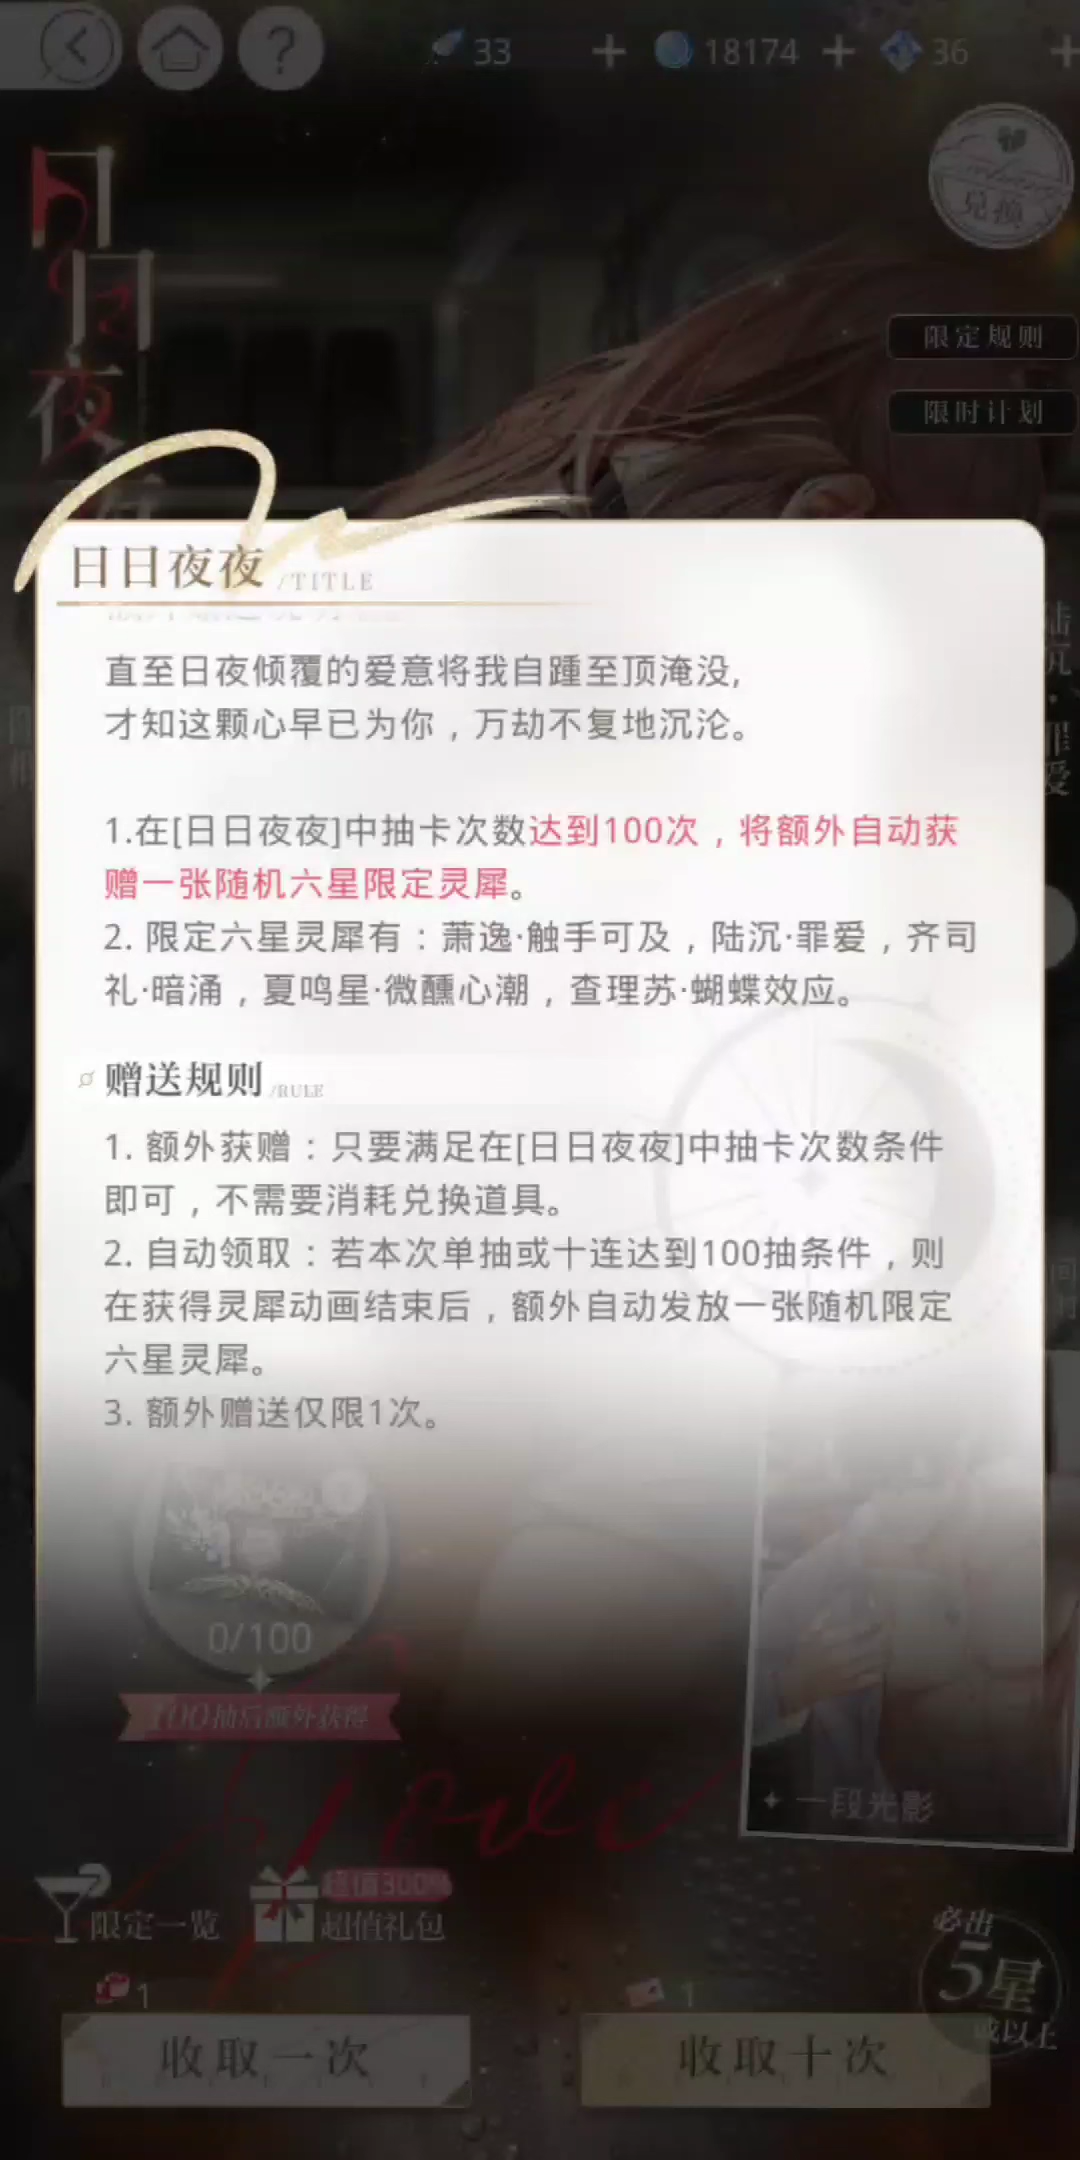 33
18174
36
兑换
限定规则
限时计划
日日夜
日日夜夜 /TITLE
直至日夜倾覆的爱意将我自踵至顶淹没,
才知这颗心早已为你，万劫不复地沉沦。
1.在[日日夜夜]中抽卡次数达到100次，将额外自动获
赠一张随机六星限定灵犀。
2. 限定六星灵犀有：萧逸·触手可及，陆沉·罪爱，齐司
礼·暗涌，夏鸣星·微醺心潮，查理苏·蝴蝶效应。
赠送规则 /RULE
1. 额外获赠：只要满足在[日日夜夜]中抽卡次数条件
即可，不需要消耗兑换道具。
2. 自动领取：若本次单抽或十连达到100抽条件，则
在获得灵犀动画结束后，额外自动发放一张随机限定
六星灵犀。
3. 额外赠送仅限1次。
陆沉·罪爱
0/100
100抽后额外获得
Love
一段光影
限定一览
超值300%
超值礼包
必出
5星
或以上
1
1
收取一次
收取十次